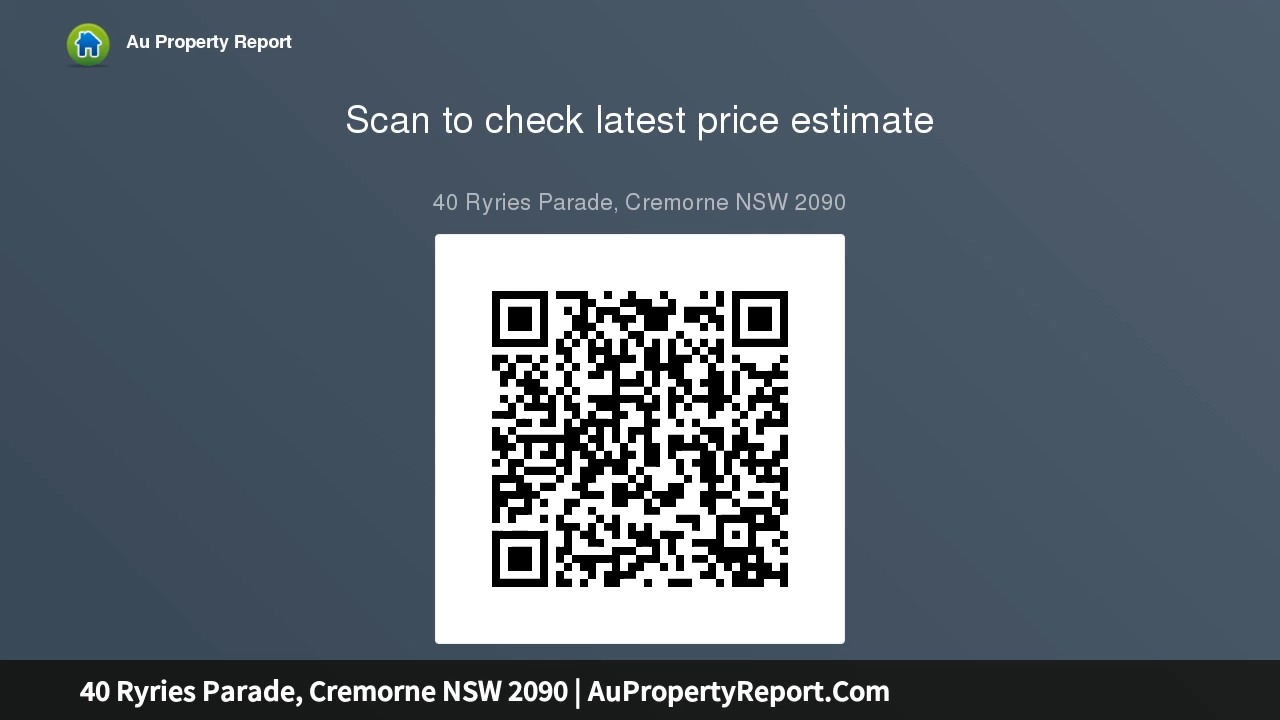 Au Property Report
Scan to check latest price estimate
40 Ryries Parade, Cremorne NSW 2090
40 Ryries Parade, Cremorne NSW 2090 | AuPropertyReport.Com